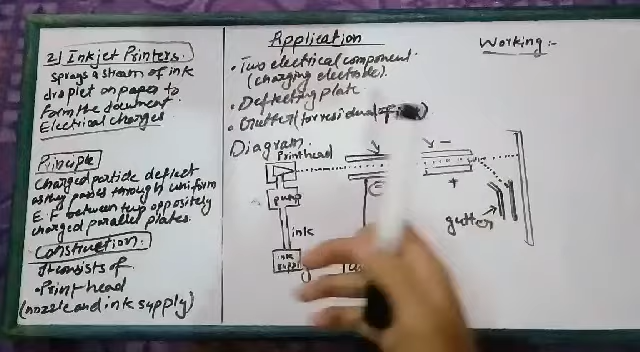 2) Inkjet Printers:
sprays a stream of ink
droplet on paper to
form the document.
Electrical charges
Principle
charged particle deflect
as they passes through uniform
E.F between two oppositely
charged parallel plates.
Construction:
It consists of
• Print head
(nozzle and ink supply)
Application
• Two electrical component
(charging electrode).
• Deflecting plate
• Gutter (for residual
Diagram.
Printhead
pump
ink
ink
suppl
-
+
gutter
Working:-